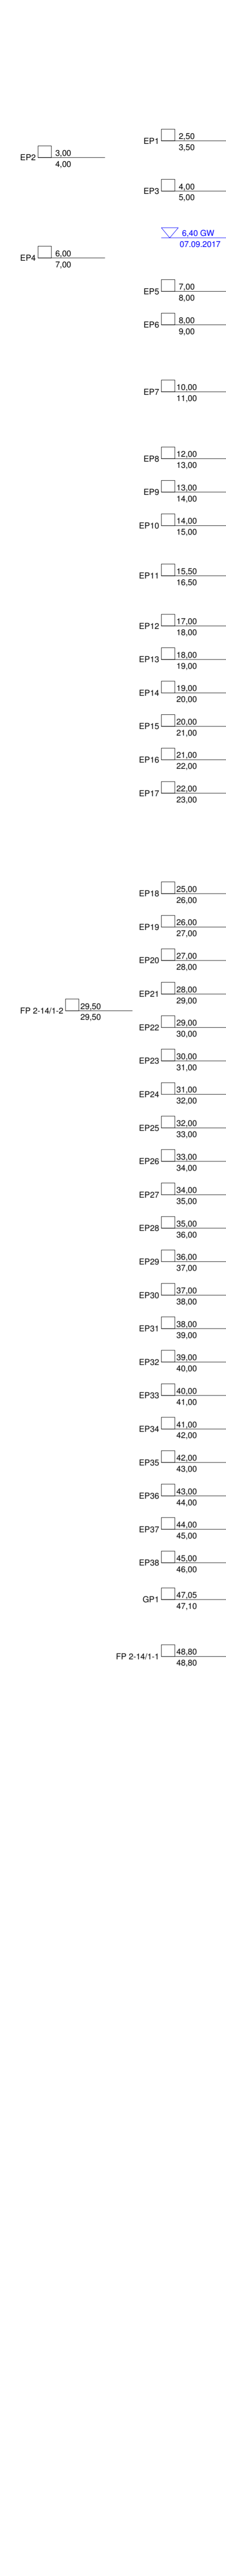 EP1 2,50
3,50
EP2 3,00
4,00
EP3 4,00
5,00
6,40 GW
07.09.2017
EP4 6,00
7,00
EP5 7,00
8,00
EP6 8,00
9,00
EP7 10,00
11,00
EP8 12,00
13,00
EP9 13,00
14,00
EP10 14,00
15,00
EP11 15,50
16,50
EP12 17,00
18,00
EP13 18,00
19,00
EP14 19,00
20,00
EP15 20,00
21,00
EP16 21,00
22,00
EP17 22,00
23,00
EP18 25,00
26,00
EP19 26,00
27,00
EP20 27,00
28,00
EP21 28,00
29,00
FP 2-14/1-2 29,50
29,50
EP22 29,00
30,00
EP23 30,00
31,00
EP24 31,00
32,00
EP25 32,00
33,00
EP26 33,00
34,00
EP27 34,00
35,00
EP28 35,00
36,00
EP29 36,00
37,00
EP30 37,00
38,00
EP31 38,00
39,00
EP32 39,00
40,00
EP33 40,00
41,00
EP34 41,00
42,00
EP35 42,00
43,00
EP36 43,00
44,00
EP37 44,00
45,00
EP38 45,00
46,00
GP1 47,05
47,10
FP 2-14/1-1 48,80
48,80